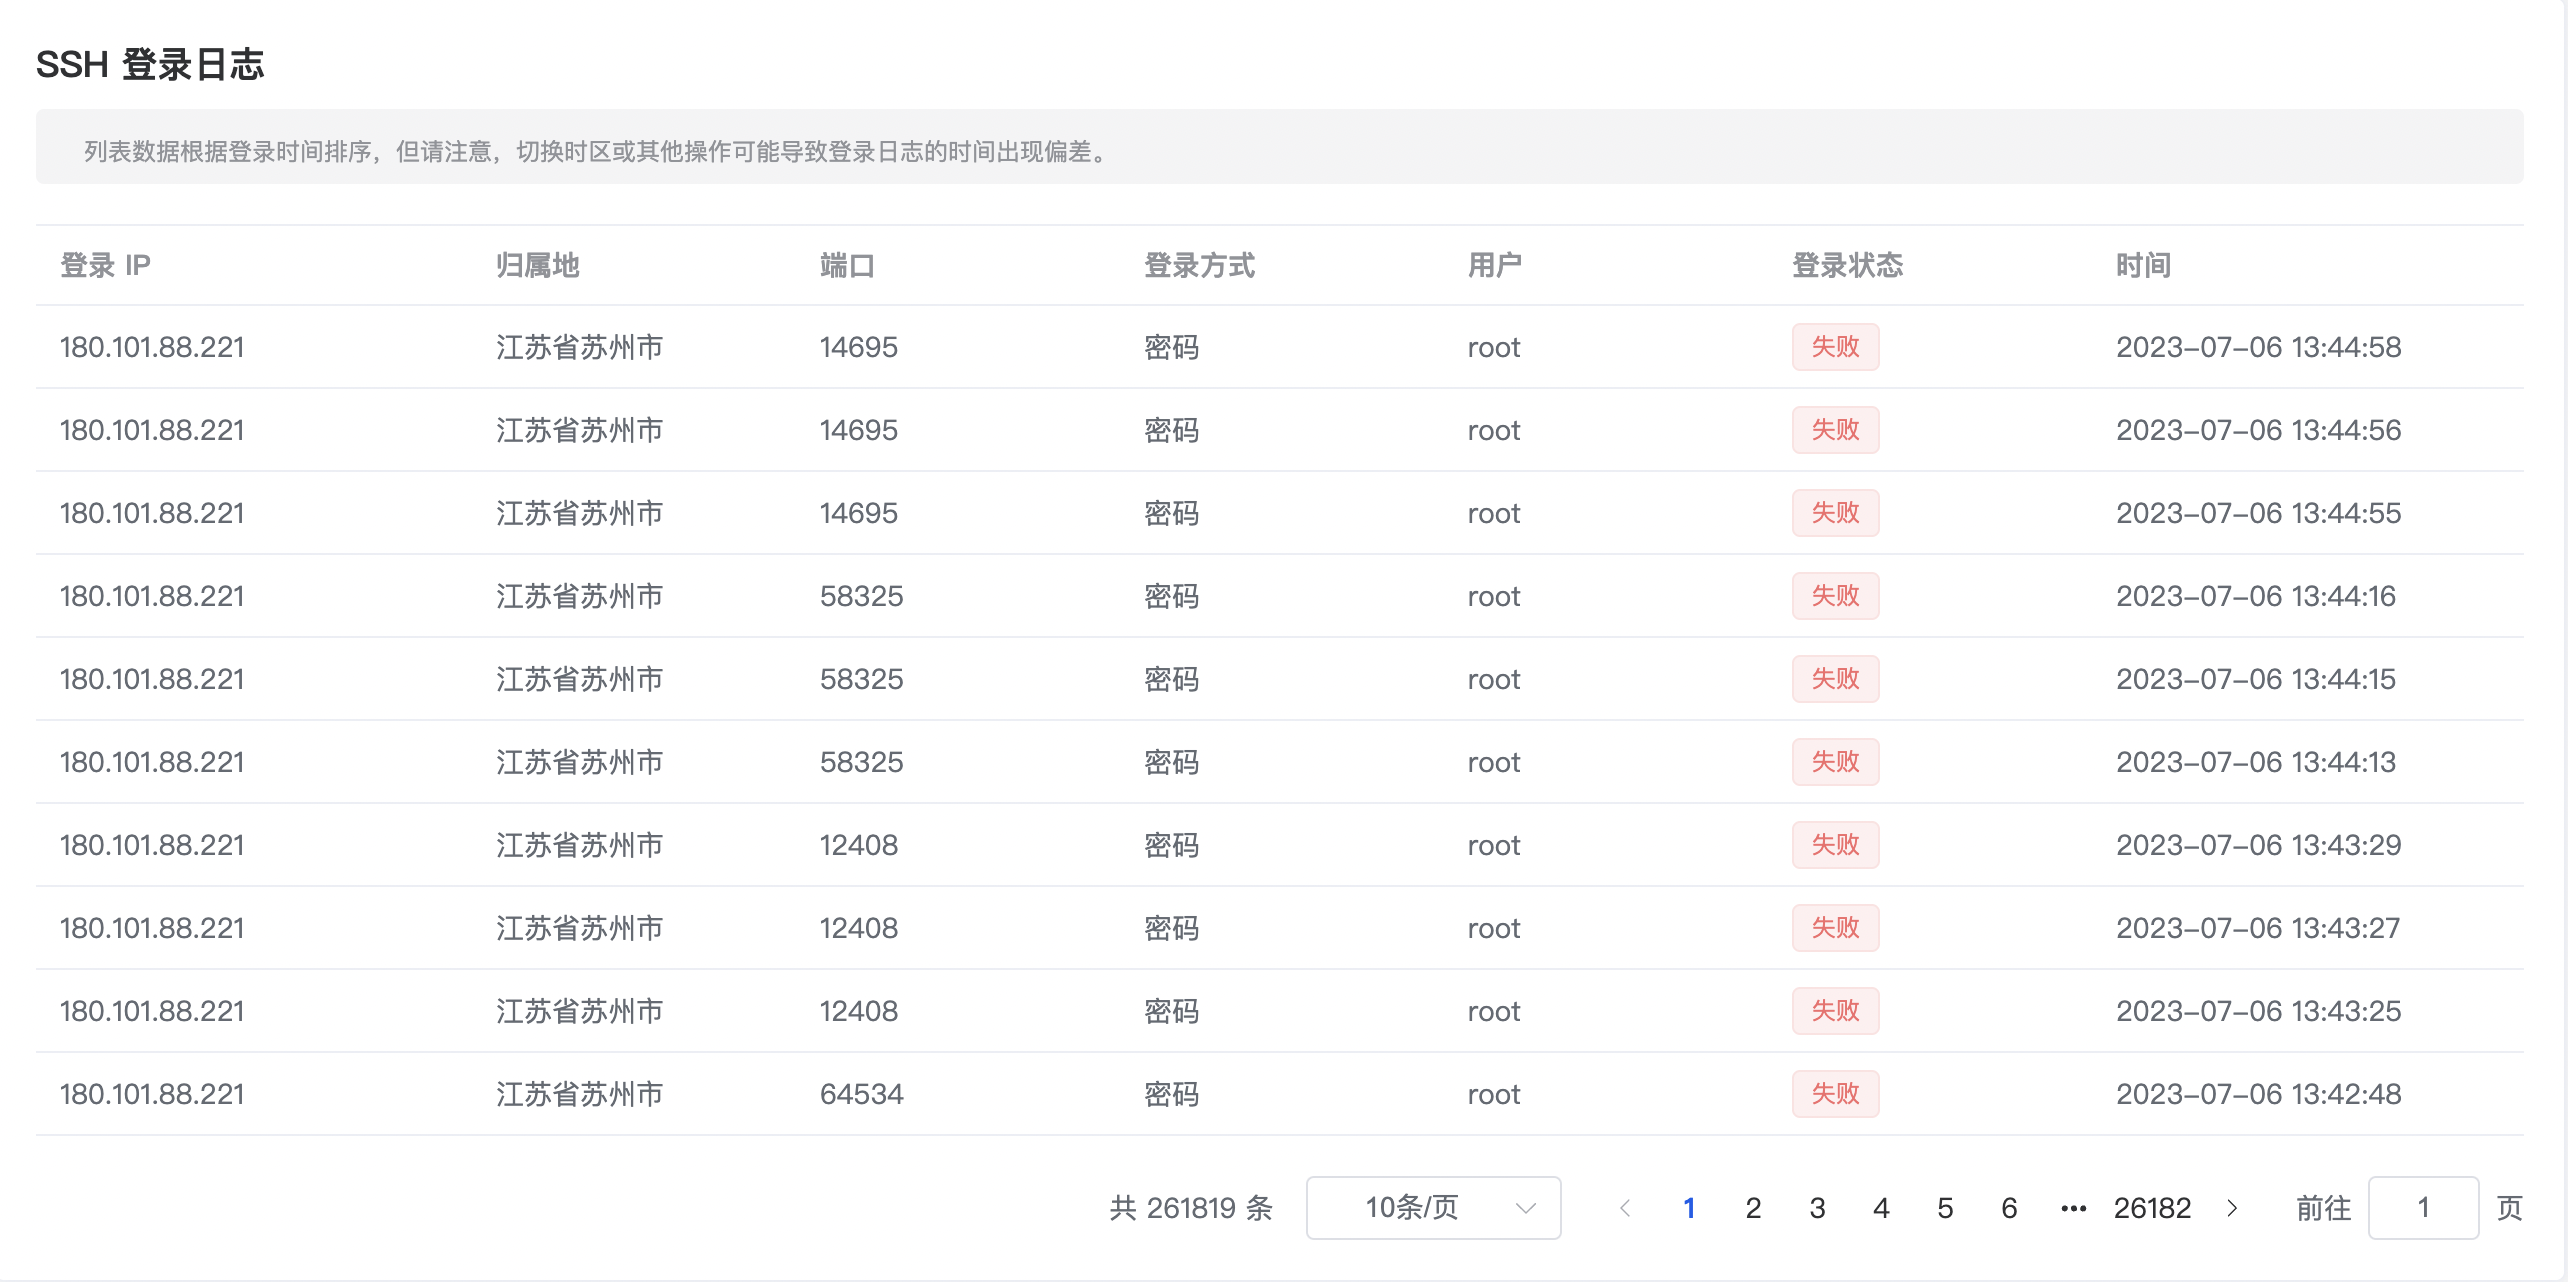 SSH 登录日志
列表数据根据登录时间排序，但请注意，切换时区或其他操作可能导致登录日志的时间出现偏差。
登录 IP 归属地 端口 登录方式 用户 登录状态 时间
180.101.88.221 江苏省苏州市 14695 密码 root 失败 2023-07-06 13:44:58
180.101.88.221 江苏省苏州市 14695 密码 root 失败 2023-07-06 13:44:56
180.101.88.221 江苏省苏州市 14695 密码 root 失败 2023-07-06 13:44:55
180.101.88.221 江苏省苏州市 58325 密码 root 失败 2023-07-06 13:44:16
180.101.88.221 江苏省苏州市 58325 密码 root 失败 2023-07-06 13:44:15
180.101.88.221 江苏省苏州市 58325 密码 root 失败 2023-07-06 13:44:13
180.101.88.221 江苏省苏州市 12408 密码 root 失败 2023-07-06 13:43:29
180.101.88.221 江苏省苏州市 12408 密码 root 失败 2023-07-06 13:43:27
180.101.88.221 江苏省苏州市 12408 密码 root 失败 2023-07-06 13:43:25
180.101.88.221 江苏省苏州市 64534 密码 root 失败 2023-07-06 13:42:48
共 261819 条 10条/页 1 2 3 4 5 6 ••• 26182 前往 1 页